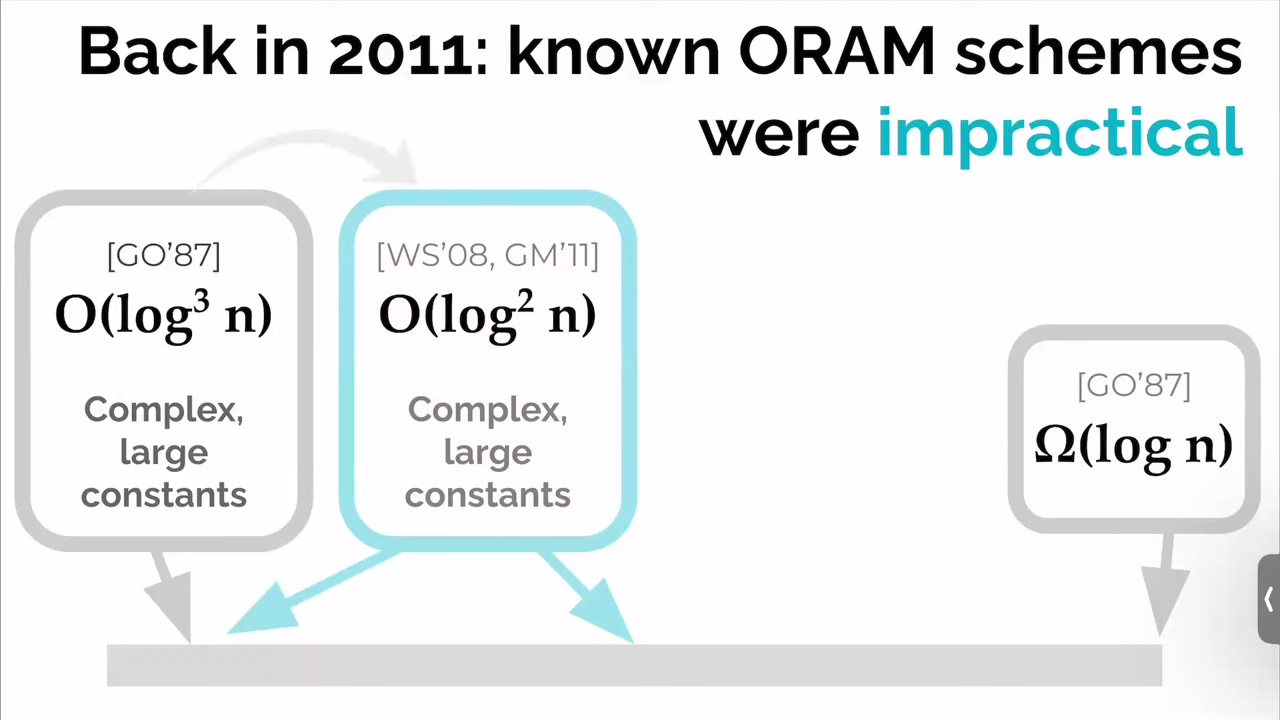 Back in 2011: known ORAM schemes
were impractical
[GO’87]
O(log³ n)
Complex,
large
constants
[WS’08, GM’11]
O(log² n)
Complex,
large
constants
[GO’87]
Ω(log n)